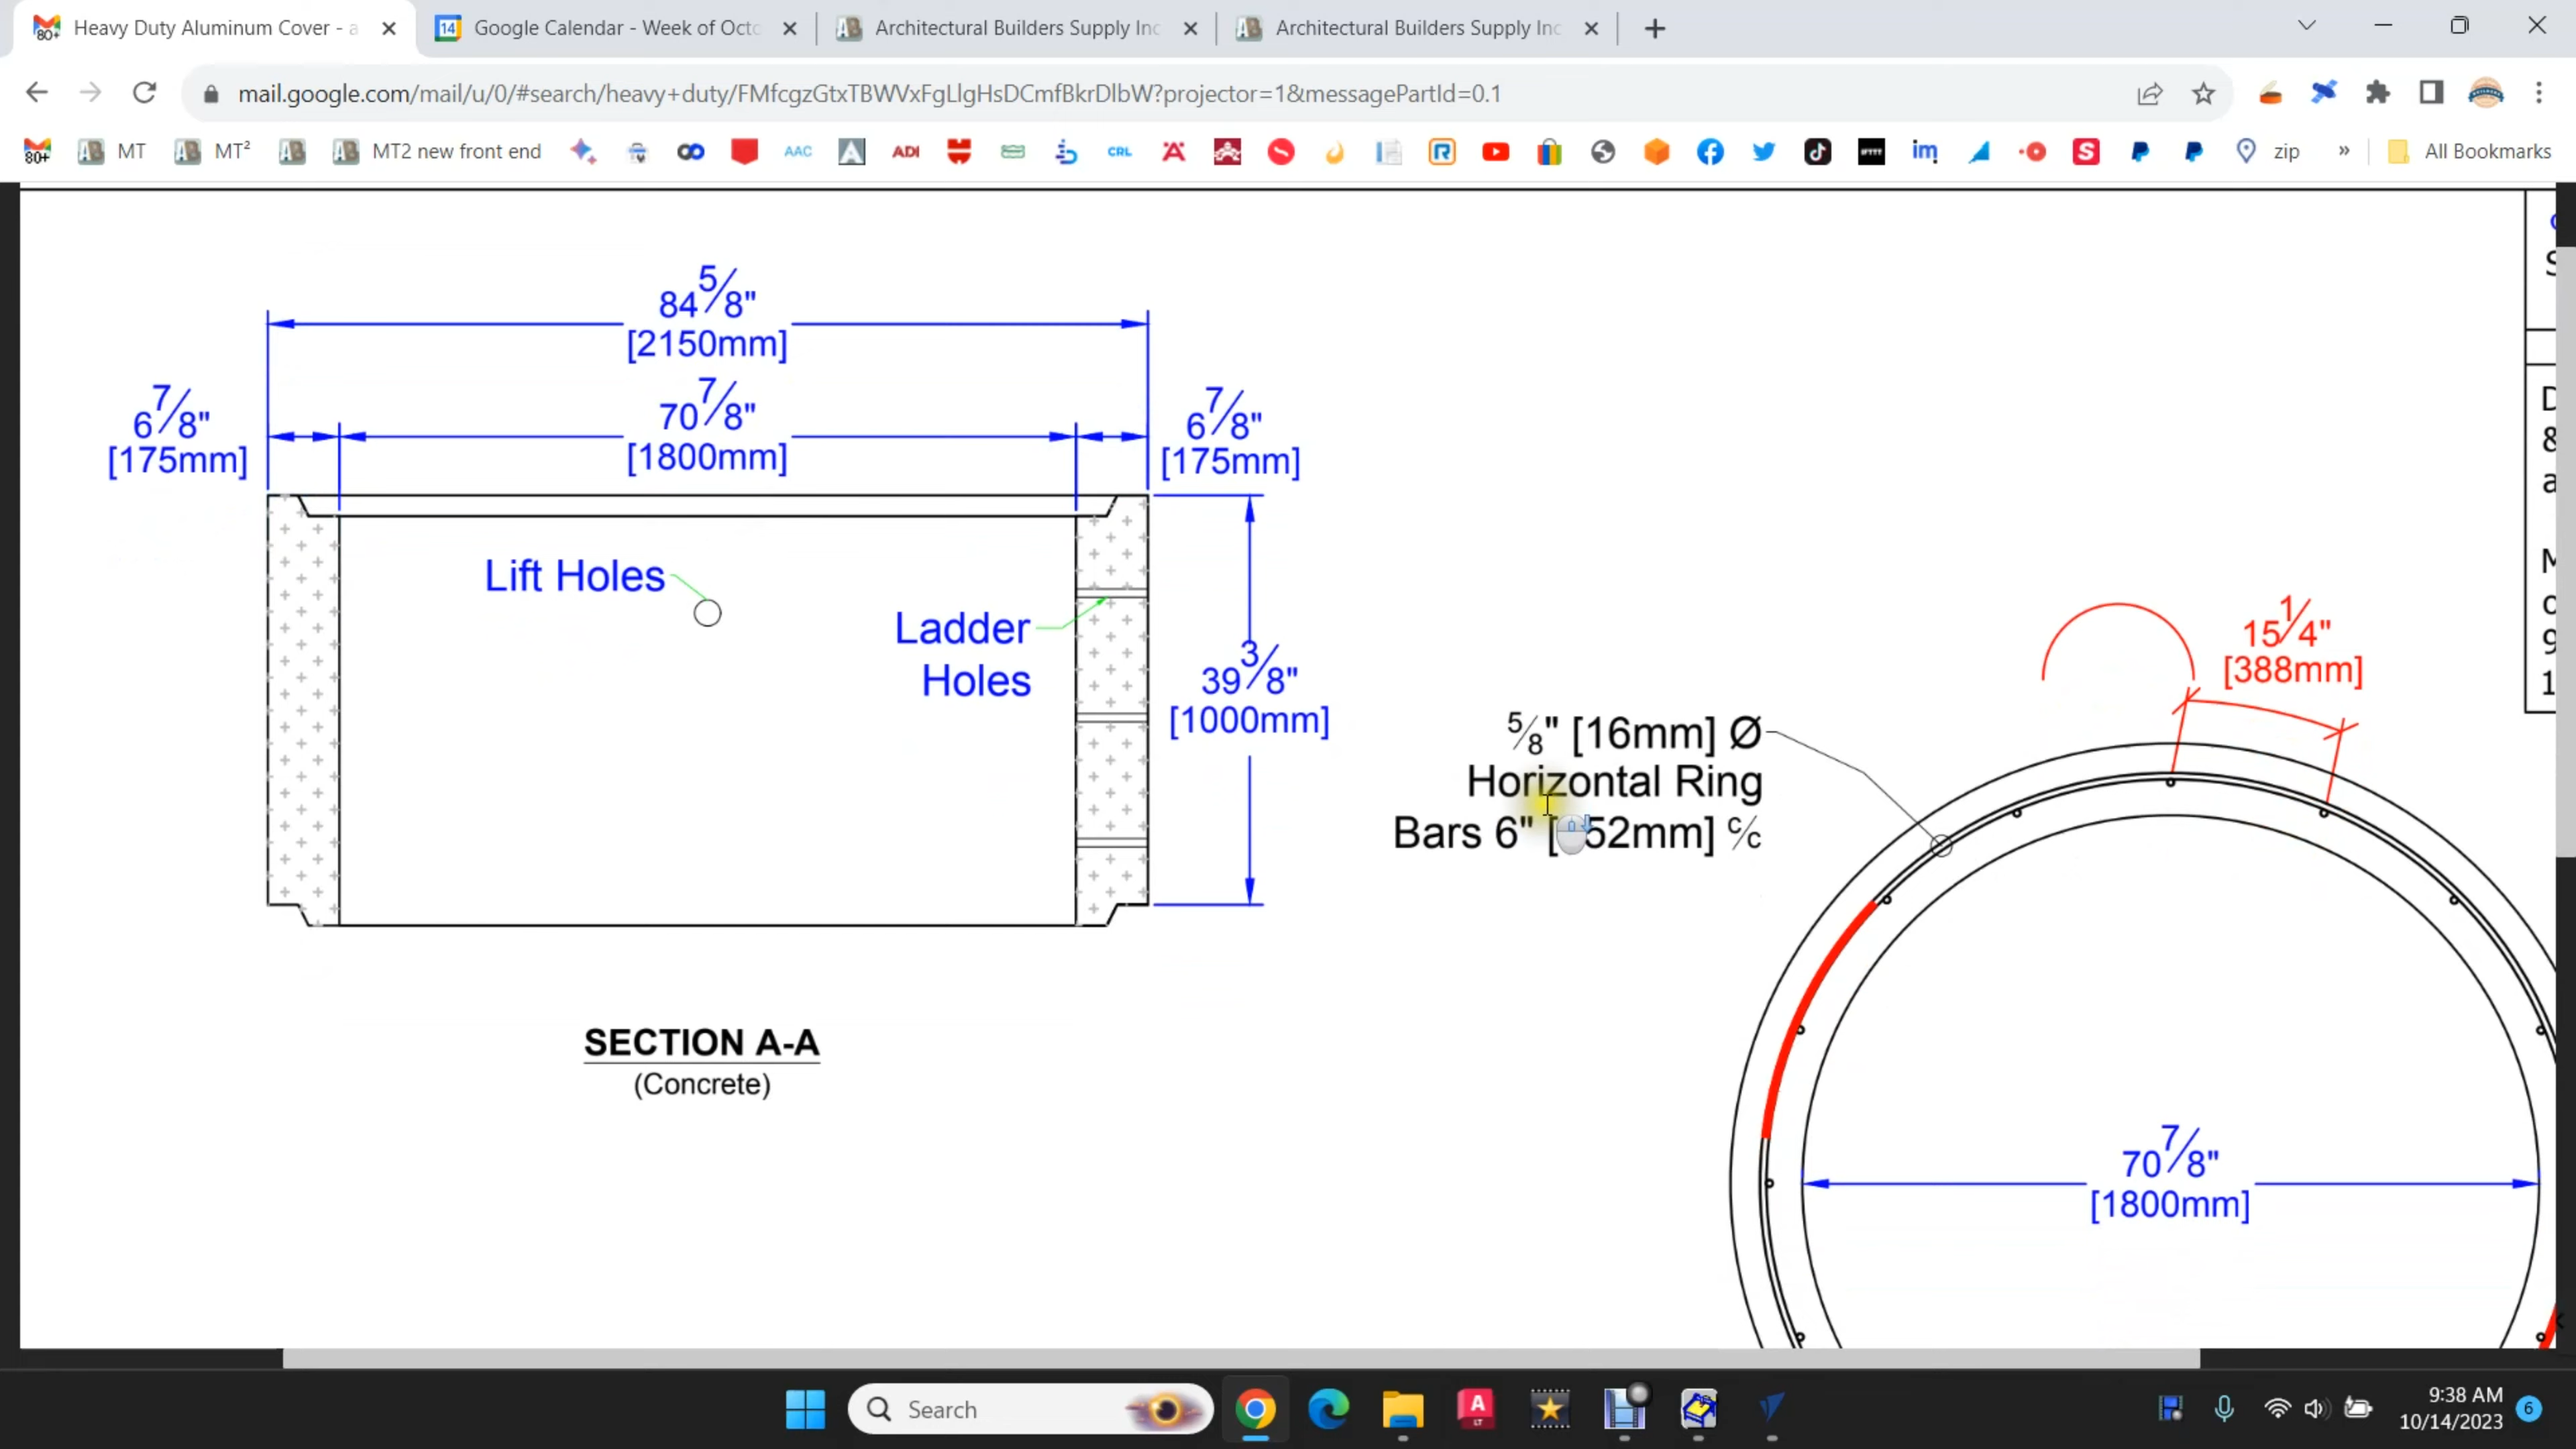 Heavy Duty Aluminum Cover - a
Google Calendar - Week of Octo
Architectural Builders Supply Inc
Architectural Builders Supply Inc
mail.google.com/mail/u/0/#search/heavy+duty/FMfcgzGtxTBWVxFgLlgHsDCmfBkrDlbW?projector=1&messagePartId=0.1
MT
MT²
MT2 new front end
AAC
ADI
CRL
zip
»
All Bookmarks
84 5/8"
[2150mm]
6 7/8"
[175mm]
70 7/8"
[1800mm]
6 7/8"
[175mm]
Lift Holes
Ladder
Holes
39 3/8"
[1000mm]
15 1/4"
[388mm]
5/8" [16mm] Ø
Horizontal Ring
Bars 6" [ 52mm] c/c
SECTION A-A
(Concrete)
70 7/8"
[1800mm]
Search
9:38 AM
10/14/2023
6